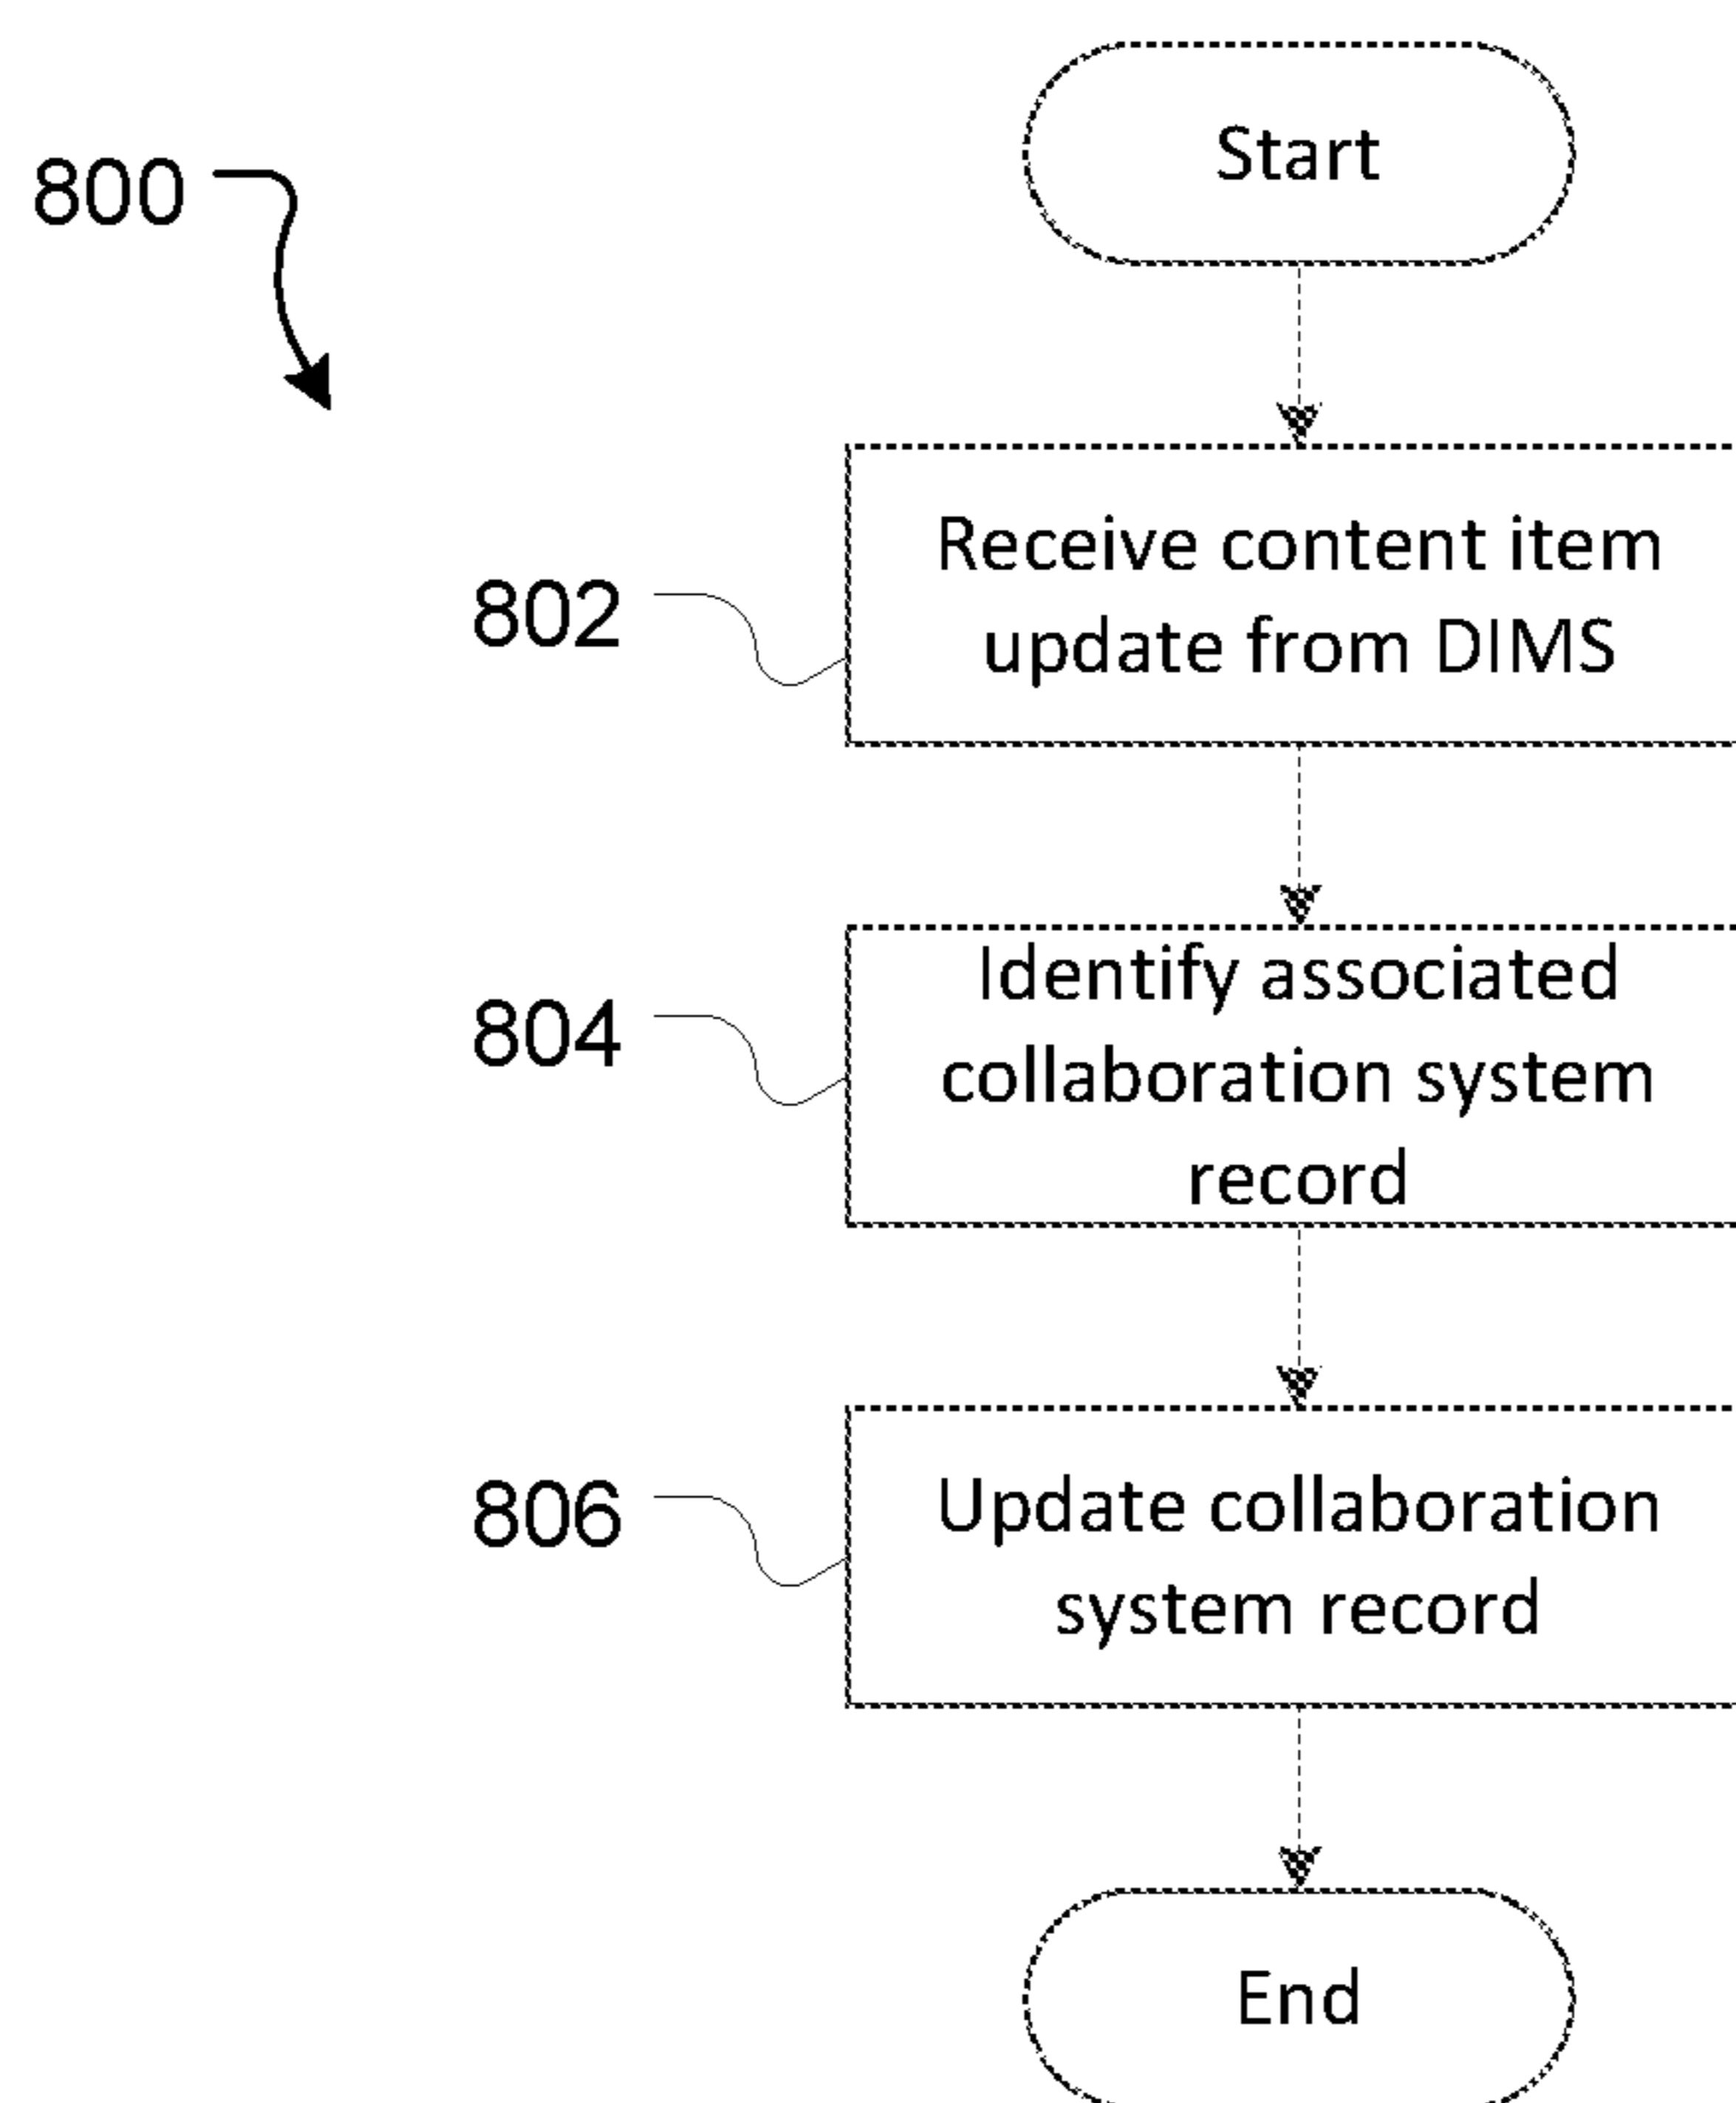 Start
800
Receive content item
update from DIMS
802
Identify associated
collaboration system
record
804
Update collaboration
system record
806
End